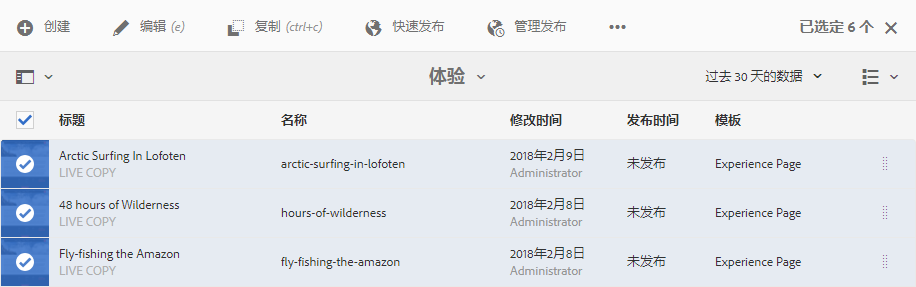 创建 编辑 (e) 复制 (ctrl+c) 快速发布 管理发布 已选定 6 个
体验 过去 30 天的数据
标题 名称 修改时间 发布时间 模板
Arctic Surfing In Lofoten arctic-surfing-in-lofoten 2018年2月9日 未发布 Experience Page
LIVE COPY Administrator
48 hours of Wilderness hours-of-wilderness 2018年2月8日 未发布 Experience Page
LIVE COPY Administrator
Fly-fishing the Amazon fly-fishing-the-amazon 2018年2月8日 未发布 Experience Page
LIVE COPY Administrator